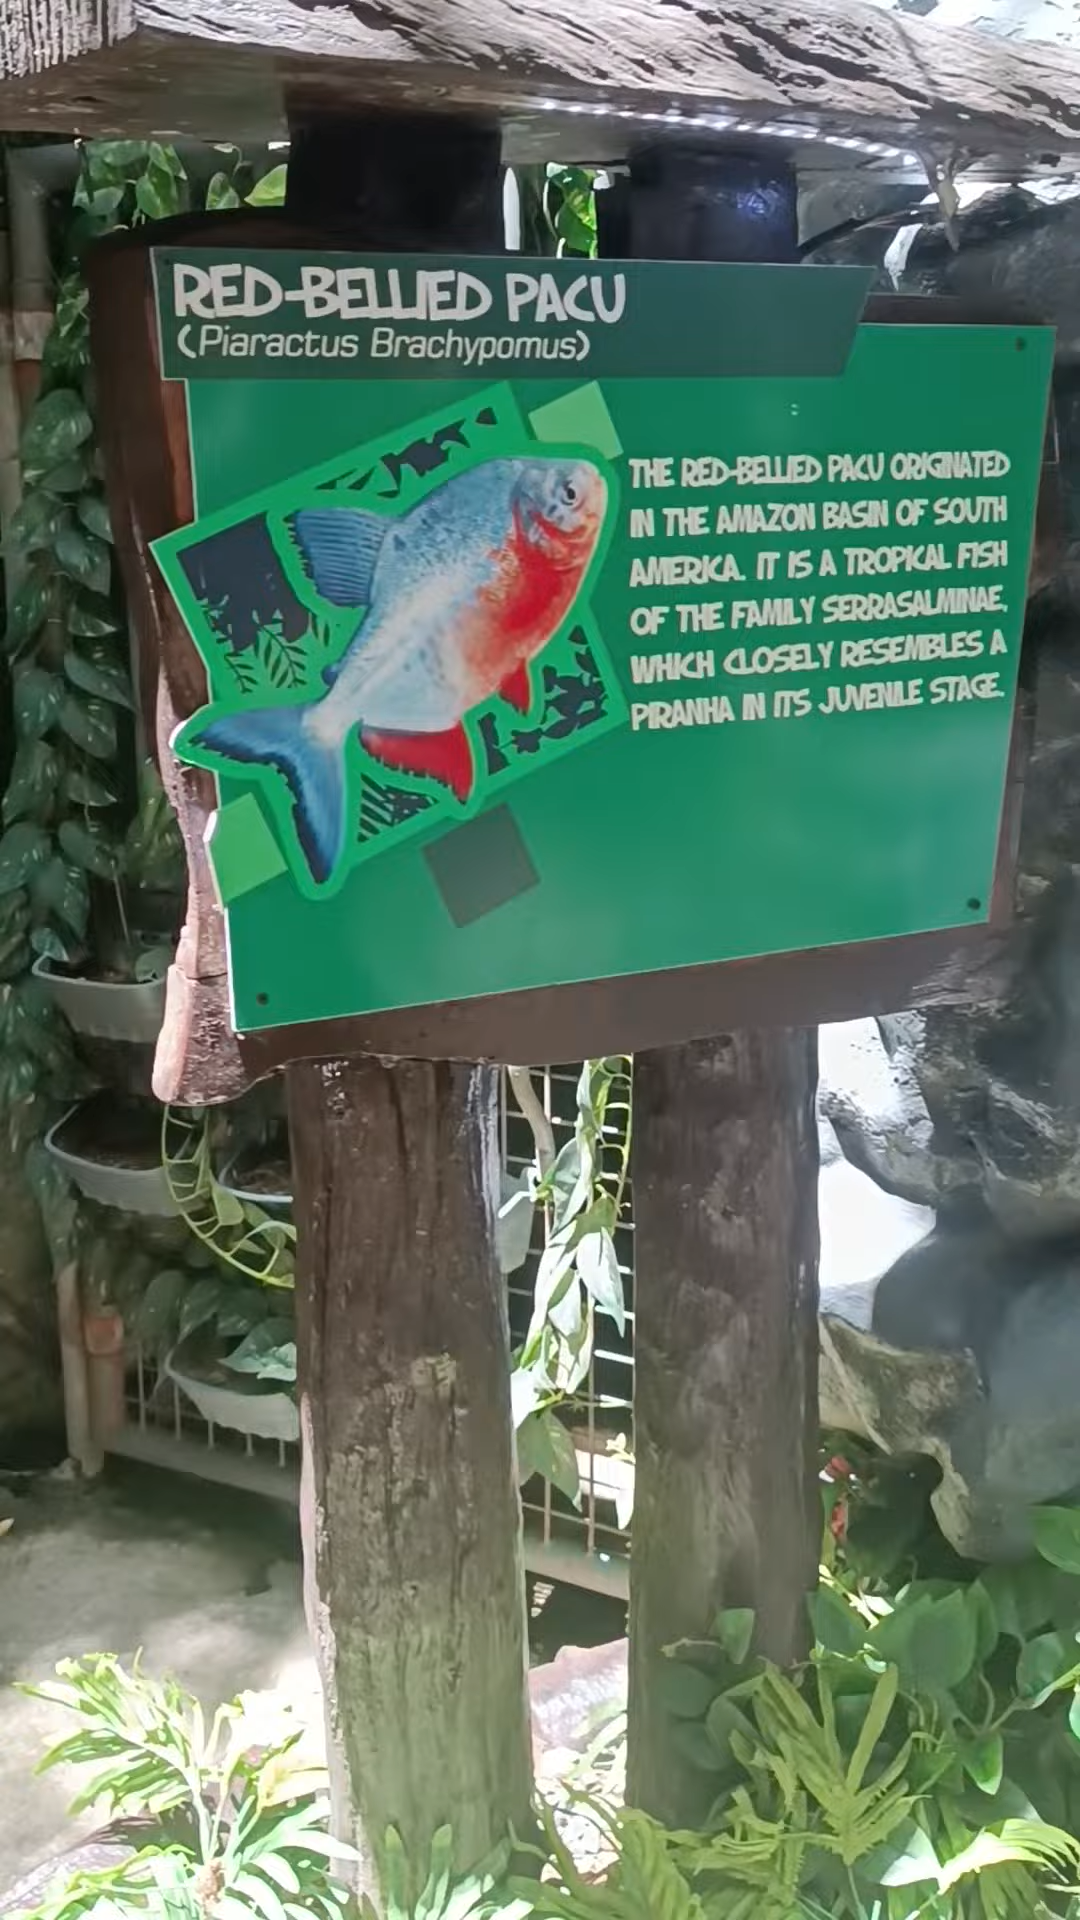 RED-BELLIED PACU
(Piaractus Brachypomus)
THE RED-BELLIED PACU ORIGINATED
IN THE AMAZON BASIN OF SOUTH
AMERICA. IT IS A TROPICAL FISH
OF THE FAMILY SERRASALMINAE,
WHICH CLOSELY RESEMBLES A
PIRANHA IN ITS JUVENILE STAGE.